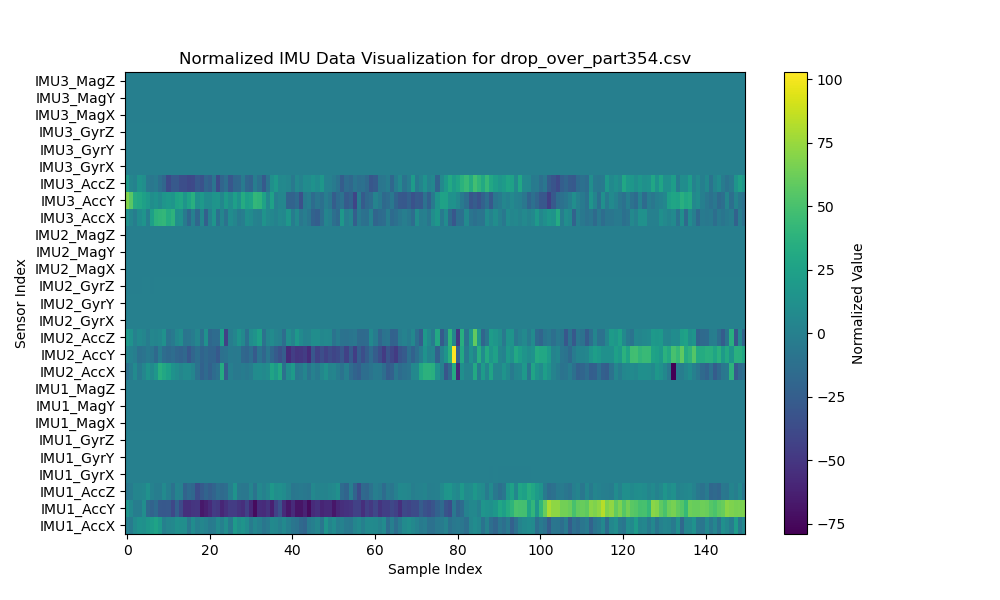 Normalized IMU Data Visualization for drop_over_part354.csv
IMU3_MagZ
IMU3_MagY
IMU3_MagX
IMU3_GyrZ
IMU3_GyrY
IMU3_GyrX
IMU3_AccZ
IMU3_AccY
IMU3_AccX
IMU2_MagZ
IMU2_MagY
IMU2_MagX
IMU2_GyrZ
IMU2_GyrY
IMU2_GyrX
IMU2_AccZ
IMU2_AccY
IMU2_AccX
IMU1_MagZ
IMU1_MagY
IMU1_MagX
IMU1_GyrZ
IMU1_GyrY
IMU1_GyrX
IMU1_AccZ
IMU1_AccY
IMU1_AccX
Sensor Index
0 20 40 60 80 100 120 140
Sample Index
100
75
50
25
0
−25
−50
−75
Normalized Value